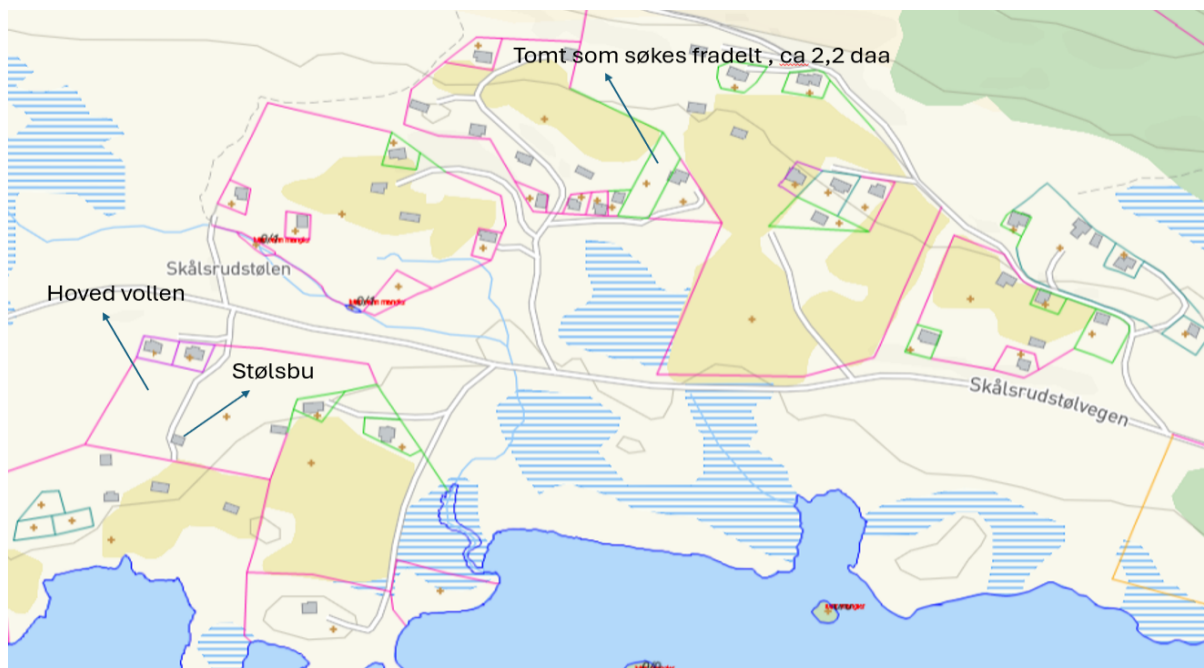 Tomt som søkes fradelt , ca 2,2 daa
Skålsrudstølen
Hoved vollen
Stølsbu
Skålsrudstølvegen